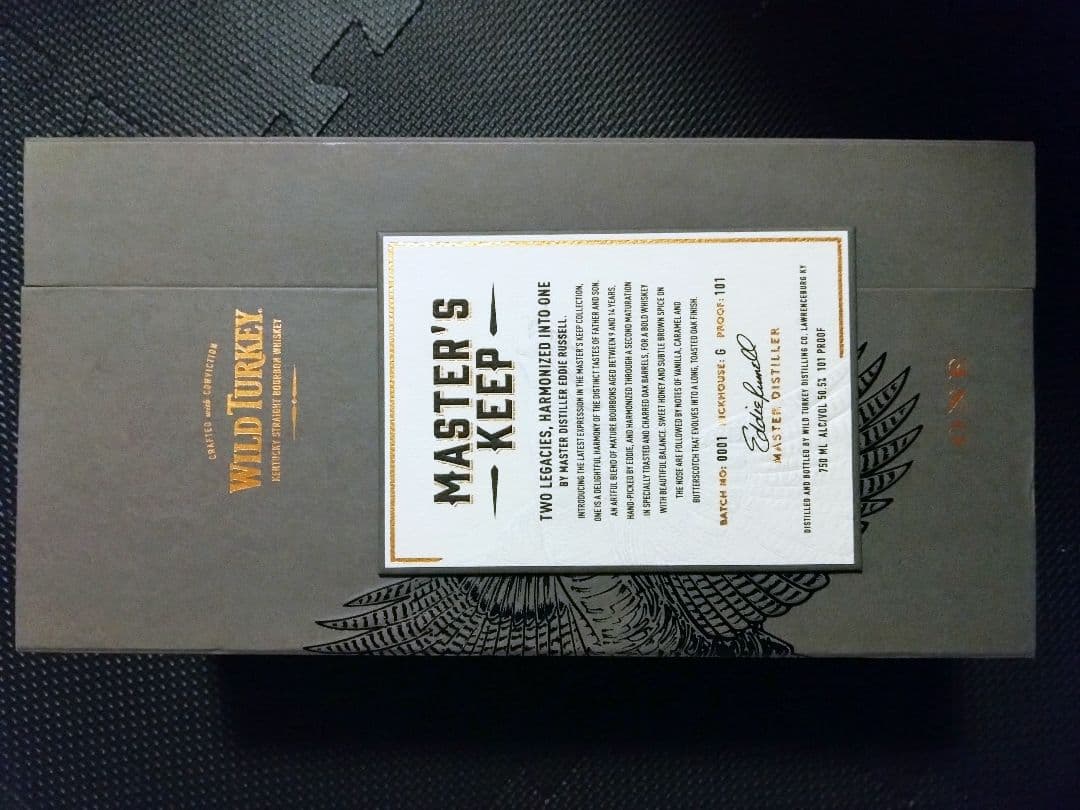 CRAFTED WITH CONVICTION
WILD TURKEY.
KENTUCKY STRAIGHT BOURBON WHISKEY
MASTER'S
KEEP
TWO LEGACIES, HARMONIZED INTO ONE
BY MASTER DISTILLER EDDIE RUSSELL.
INTRODUCING THE LATEST EXPRESSION IN THE MASTER'S KEEP COLLECTION,
ONE IS A DELIGHTFUL HARMONY OF THE DISTINCT TASTES OF FATHER AND SON.
AN ARTFUL BLEND OF MATURE BOURBONS AGED BETWEEN 9 AND 14 YEARS,
HAND-PICKED BY EDDIE, AND HARMONIZED THROUGH A SECOND MATURATION
IN SPECIALLY TOASTED AND CHARRED OAK BARRELS, FOR A BOLD WHISKEY
WITH BEAUTIFUL BALANCE. SWEET HONEY AND SUBTLE BROWN SPICE ON
THE NOSE ARE FOLLOWED BY NOTES OF VANILLA, CARAMEL AND
BUTTERSCOTCH THAT EVOLVES INTO A LONG, TOASTED OAK FINISH.
BATCH NO: 0001 RICKHOUSE: G PROOF: 101
Eddie Russell
MASTER DISTILLER
DISTILLED AND BOTTLED BY WILD TURKEY DISTILLING CO. LAWRENCEBURG KY
750 ML ALC/VOL 50.5% 101 PROOF
ONE